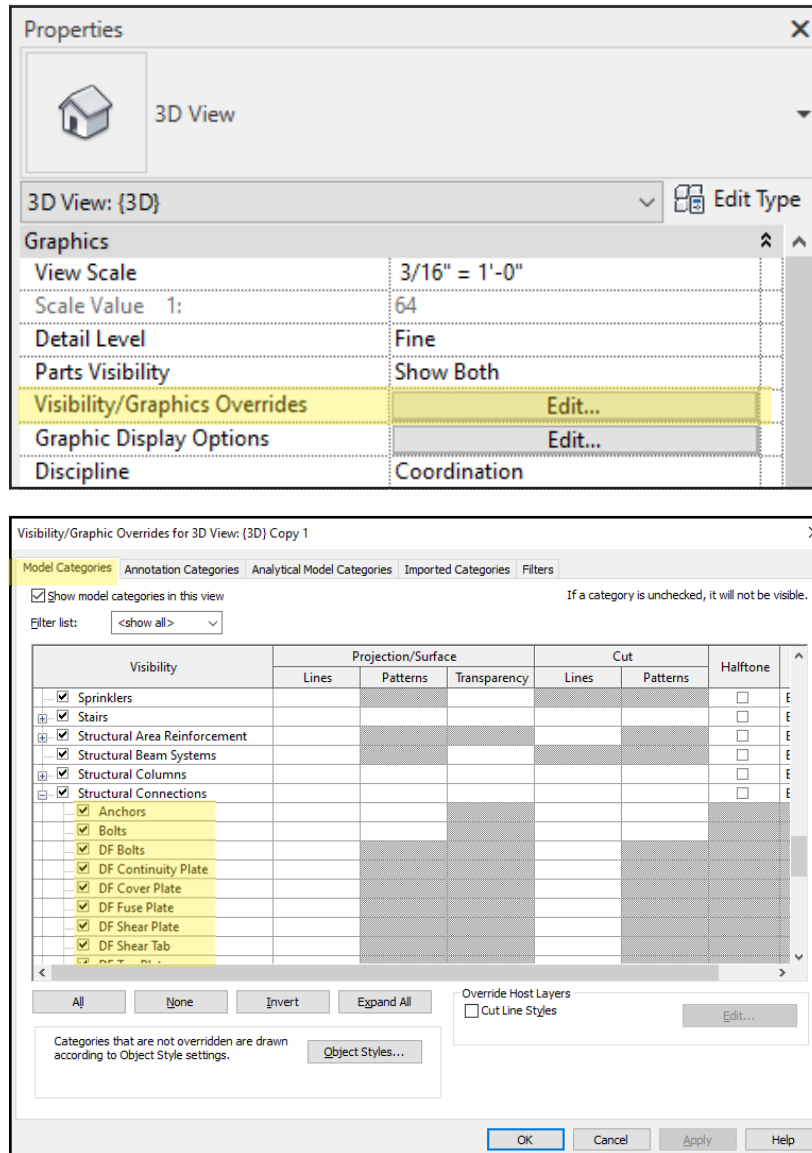 Properties
3D View
3D View: {3D}
Edit Type
Graphics
View Scale 3/16" = 1'-0"
Scale Value 1: 64
Detail Level Fine
Parts Visibility Show Both
Visibility/Graphics Overrides Edit...
Graphic Display Options Edit...
Discipline Coordination
Visibility/Graphic Overrides for 3D View: {3D} Copy 1
Model Categories Annotation Categories Analytical Model Categories Imported Categories Filters
Show model categories in this view If a category is unchecked, it will not be visible.
Filter list: <show all>
Visibility Projection/Surface Cut Halftone
Lines Patterns Transparency Lines Patterns
Sprinklers
Stairs
Structural Area Reinforcement
Structural Beam Systems
Structural Columns
Structural Connections
Anchors
Bolts
DF Bolts
DF Continuity Plate
DF Cover Plate
DF Fuse Plate
DF Shear Plate
DF Shear Tab
All None Invert Expand All
Override Host Layers
Cut Line Styles Edit...
Categories that are not overridden are drawn
according to Object Style settings. Object Styles...
OK Cancel Apply Help